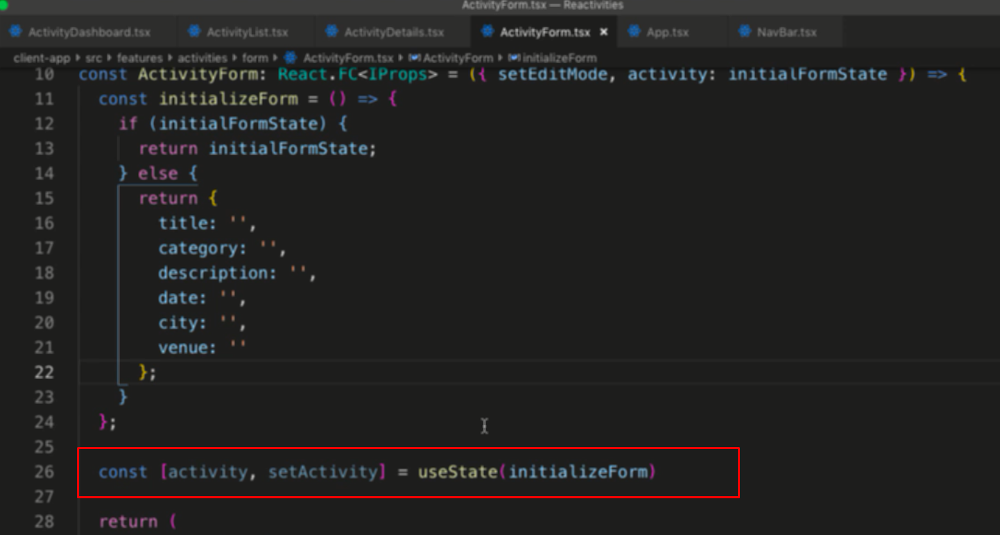 ActivityForm.tsx — Reactivities
ActivityDashboard.tsx ActivityList.tsx ActivityDetails.tsx ActivityForm.tsx × App.tsx NavBar.tsx
client-app › src › features › activities › form › ActivityForm.tsx › ActivityForm › initializeForm
10 const ActivityForm: React.FC<IProps> = ({ setEditMode, activity: initialFormState }) => {
11 const initializeForm = () => {
12 if (initialFormState) {
13 return initialFormState;
14 } else {
15 return {
16 title: '',
17 category: '',
18 description: '',
19 date: '',
20 city: '',
21 venue: ''
22 };
23 }
24 };
25
26 const [activity, setActivity] = useState(initializeForm)
27
28 return (